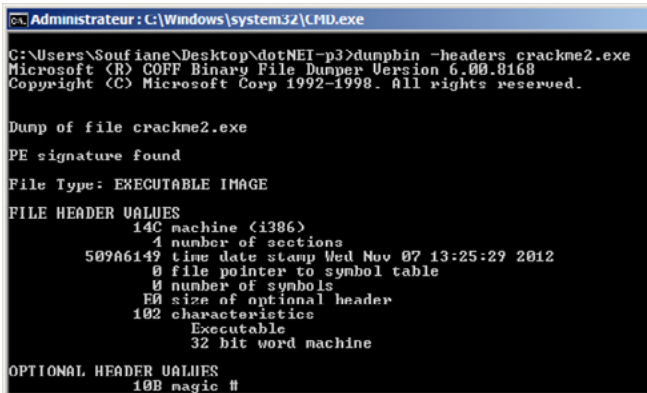 Administrateur : C:\Windows\system32\CMD.exe
C:\Users\Soufiane\Desktop\dotNET-p3>dumpbin -headers crackme2.exe
Microsoft (R) COFF Binary File Dumper Version 6.00.8168
Copyright (C) Microsoft Corp 1992-1998. All rights reserved.
Dump of file crackme2.exe
PE signature found
File Type: EXECUTABLE IMAGE
FILE HEADER VALUES
14C machine (i386)
4 number of sections
509A6149 time date stamp Wed Nov 07 13:25:29 2012
0 file pointer to symbol table
0 number of symbols
E0 size of optional header
102 characteristics
Executable
32 bit word machine
OPTIONAL HEADER VALUES
10B magic #